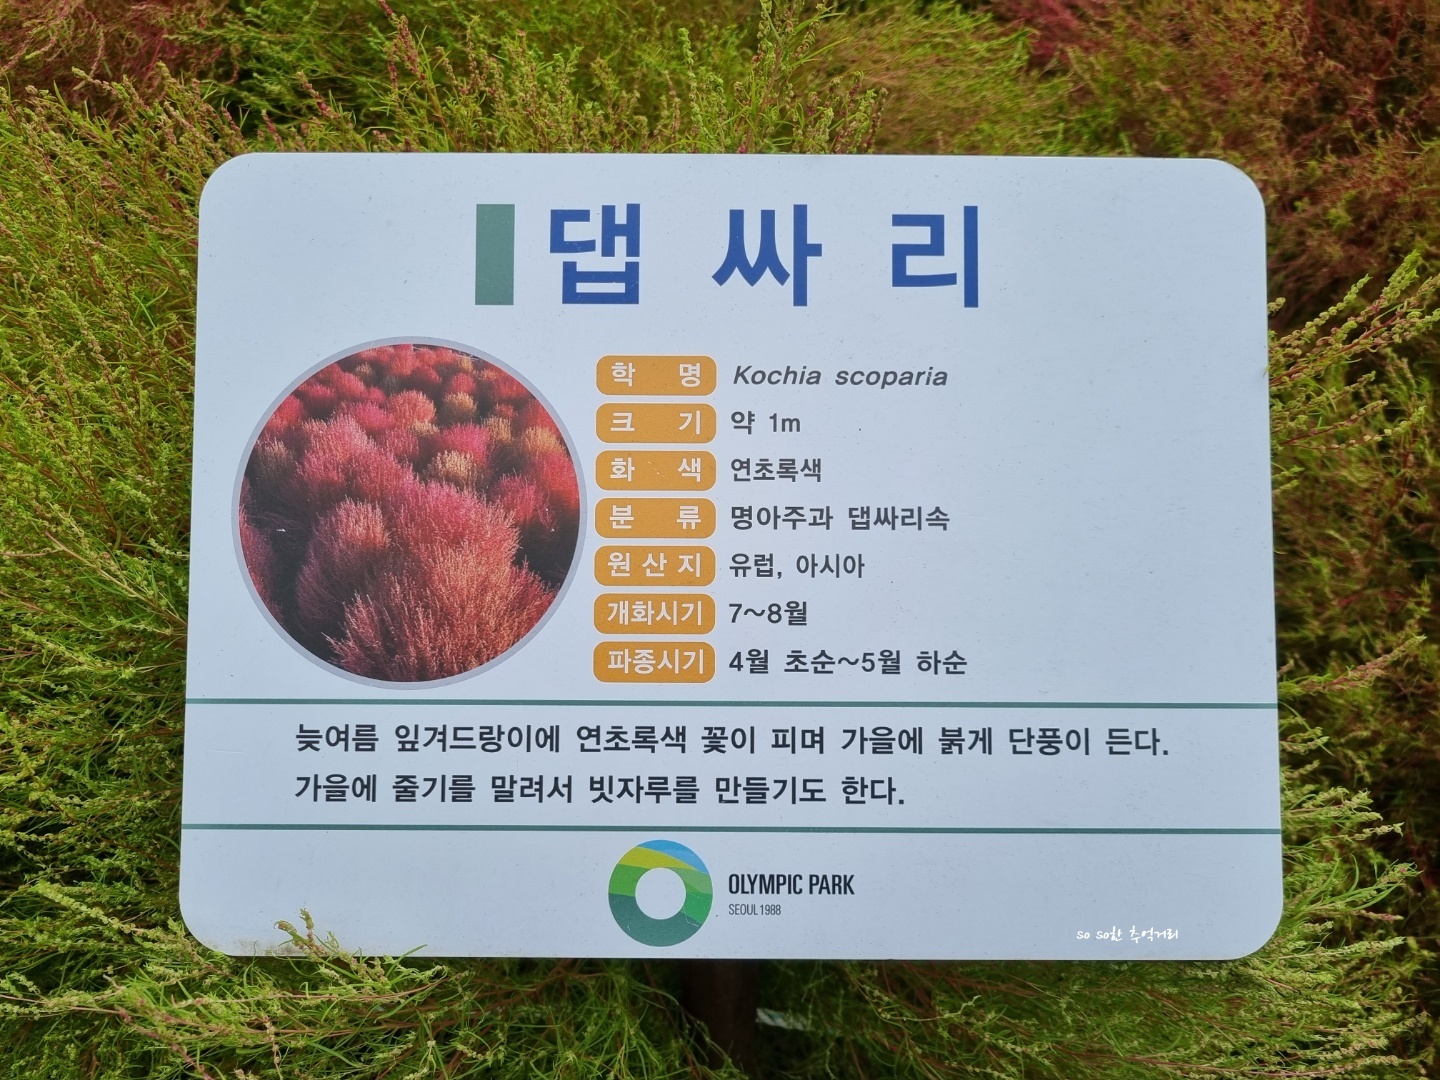 댑싸리
학명 Kochia scoparia
크기 약 1m
화색 연초록색
분류 명아주과 댑싸리속
원산지 유럽, 아시아
개화시기 7~8월
파종시기 4월 초순~5월 하순
늦여름 잎겨드랑이에 연초록색 꽃이 피며 가을에 붉게 단풍이 든다.
가을에 줄기를 말려서 빗자루를 만들기도 한다.
OLYMPIC PARK
SEOUL 1988
so so한 추억거리